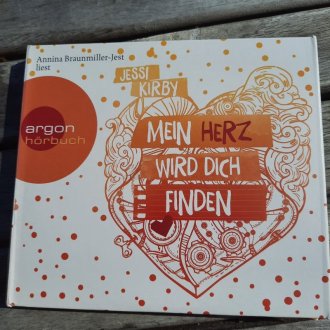 Annina Braunmiller-Jest
liest
JESSI
KIRBY
argon
hörbuch
MEIN HERZ
WIRD DICH
FINDEN